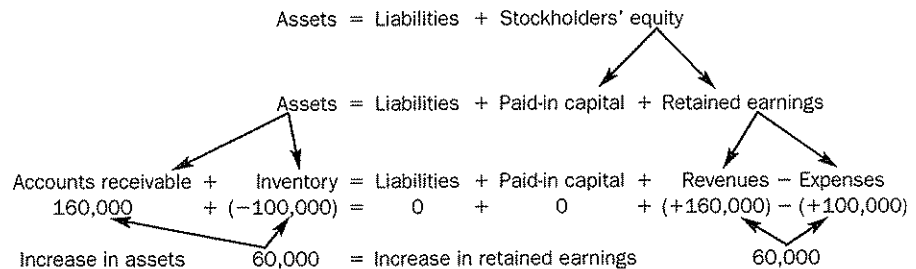 Assets = Liabilities + Stockholders' equity
Assets = Liabilities + Paid-in capital + Retained earnings
Accounts receivable + Inventory = Liabilities + Paid-in capital + Revenues − Expenses
160,000 + (−100,000) = 0 + 0 + (+160,000) − (+100,000)
Increase in assets 60,000 = Increase in retained earnings 60,000